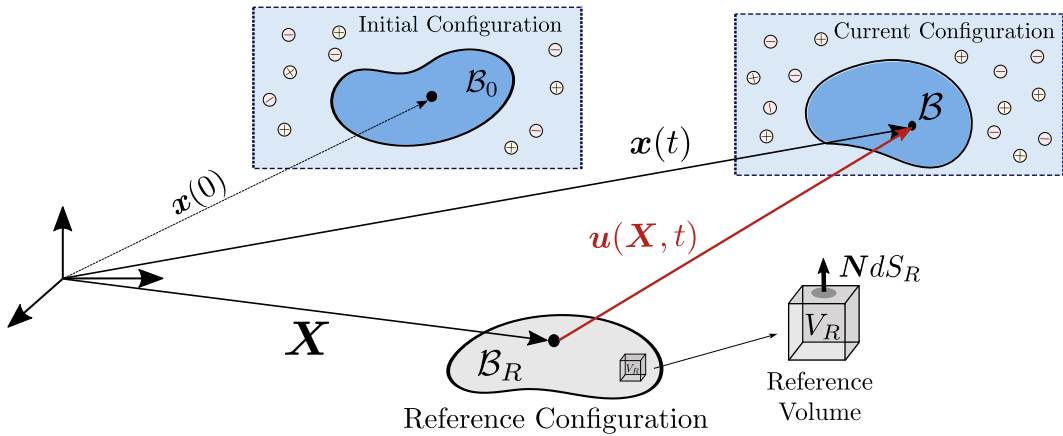 Initial Configuration
Current Configuration
𝓑₀
𝓑
x(t)
x(0)
u(X, t)
NdS_R
V_R
X
𝓑_R
V_R
Reference
Volume
Reference Configuration